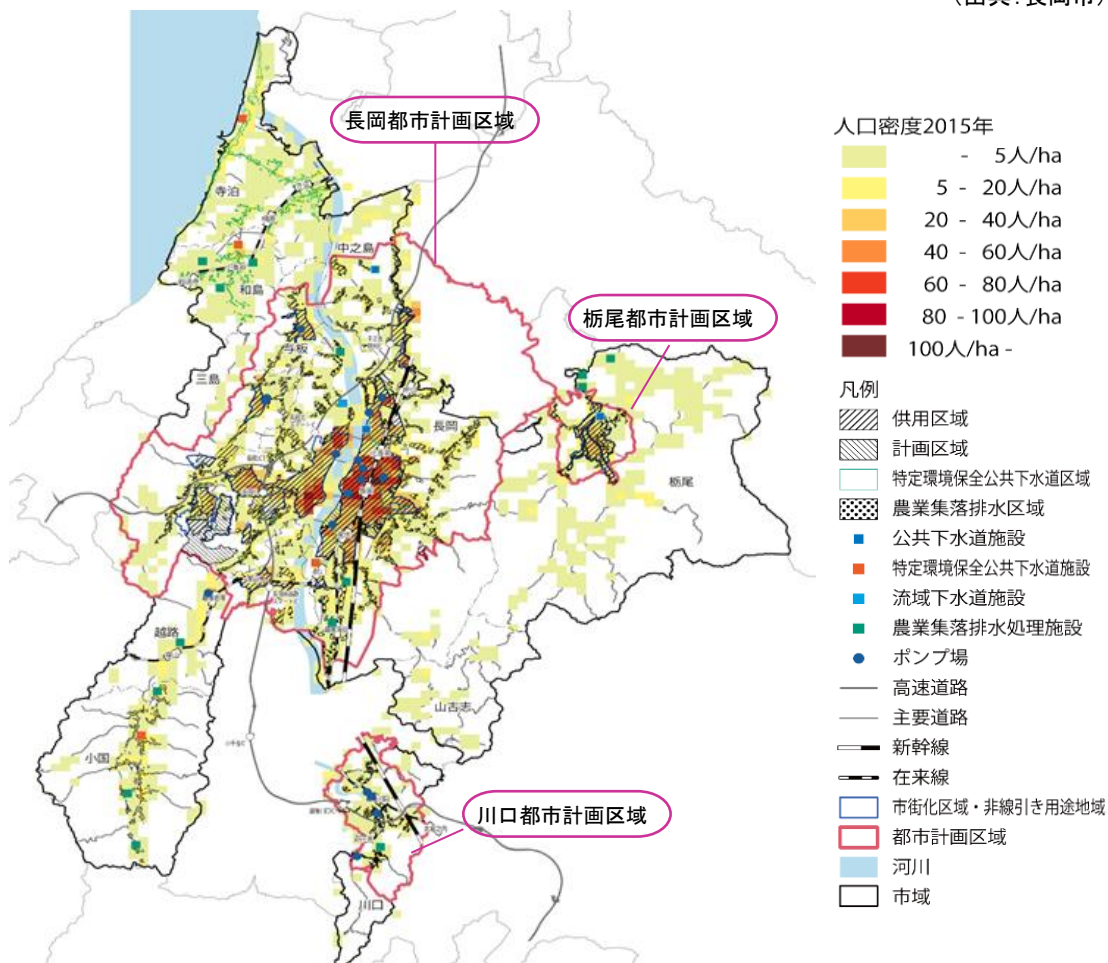 （出典：長岡市）
長岡都市計画区域
栃尾都市計画区域
川口都市計画区域
寺泊
中之島
和島
与板
三島
長岡
栃尾
越路
山古志
小国
川口
人口密度2015年
- 5人/ha
5 - 20人/ha
20 - 40人/ha
40 - 60人/ha
60 - 80人/ha
80 - 100人/ha
100人/ha -
凡例
供用区域
計画区域
特定環境保全公共下水道区域
農業集落排水区域
公共下水道施設
特定環境保全公共下水道施設
流域下水道施設
農業集落排水処理施設
ポンプ場
高速道路
主要道路
新幹線
在来線
市街化区域・非線引き用途地域
都市計画区域
河川
市域